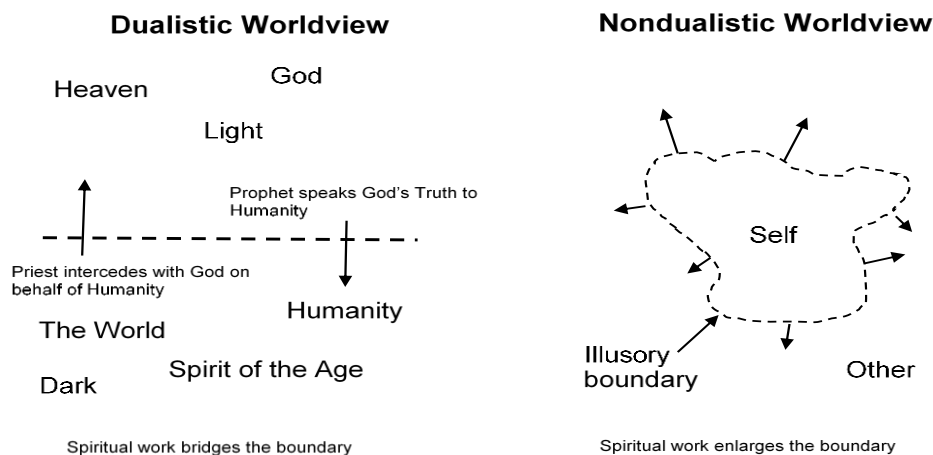 Dualistic Worldview
God
Heaven
Light
Prophet speaks God's Truth to
Humanity
Priest intercedes with God on
behalf of Humanity
Humanity
The World
Spirit of the Age
Dark
Spiritual work bridges the boundary
Nondualistic Worldview
Self
Illusory
boundary
Other
Spiritual work enlarges the boundary